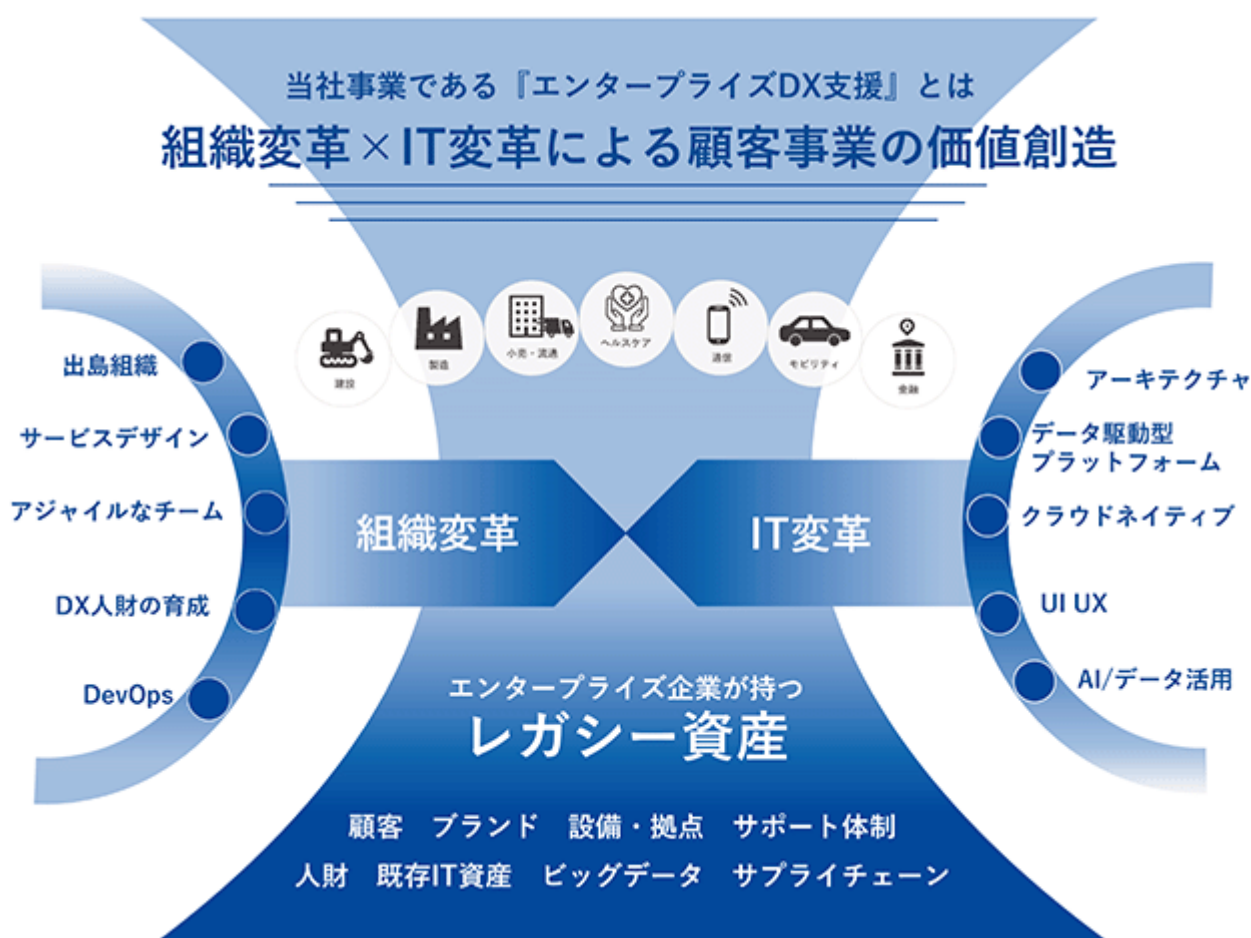 当社事業である『エンタープライズDX支援』とは
組織変革×IT変革による顧客事業の価値創造
建設
製造
小売・流通
ヘルスケア
通信
モビリティ
金融
出島組織
サービスデザイン
アジャイルなチーム
DX人財の育成
DevOps
組織変革
IT変革
アーキテクチャ
データ駆動型
プラットフォーム
クラウドネイティブ
UI UX
AI/データ活用
エンタープライズ企業が持つ
レガシー資産
顧客 ブランド 設備・拠点 サポート体制
人財 既存IT資産 ビッグデータ サプライチェーン